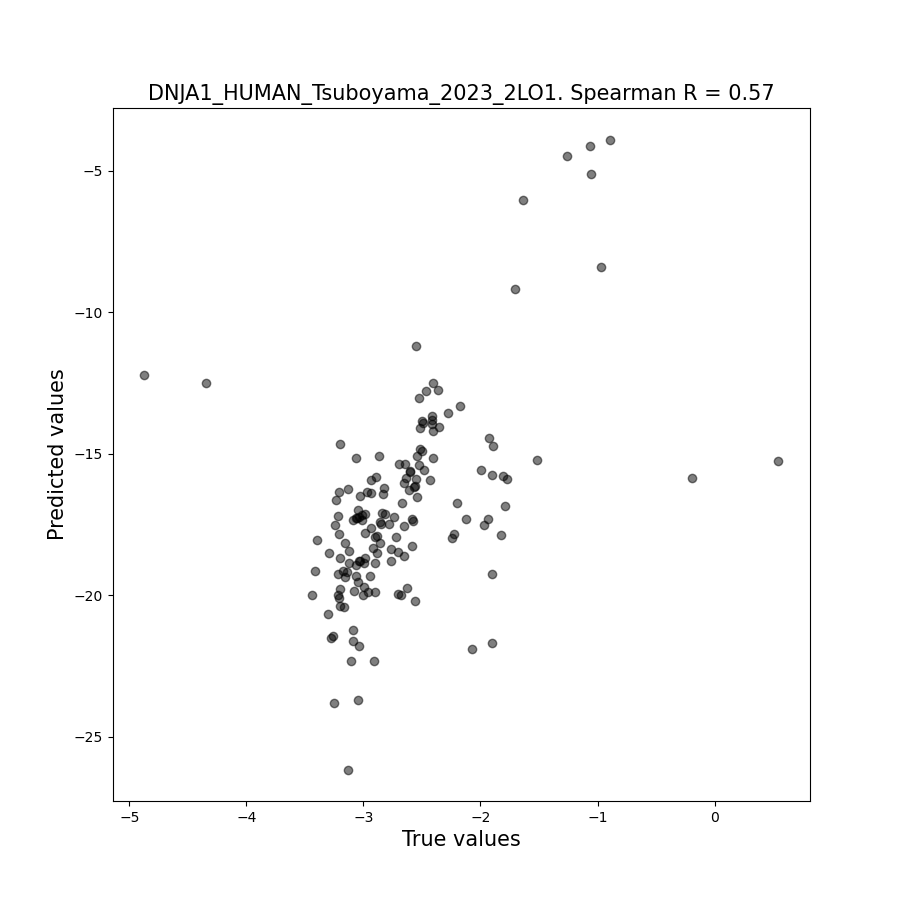 DNJA1_HUMAN_Tsuboyama_2023_2LO1. Spearman R = 0.57
Predicted values
−5
−10
−15
−20
−25
−5 −4 −3 −2 −1 0
True values